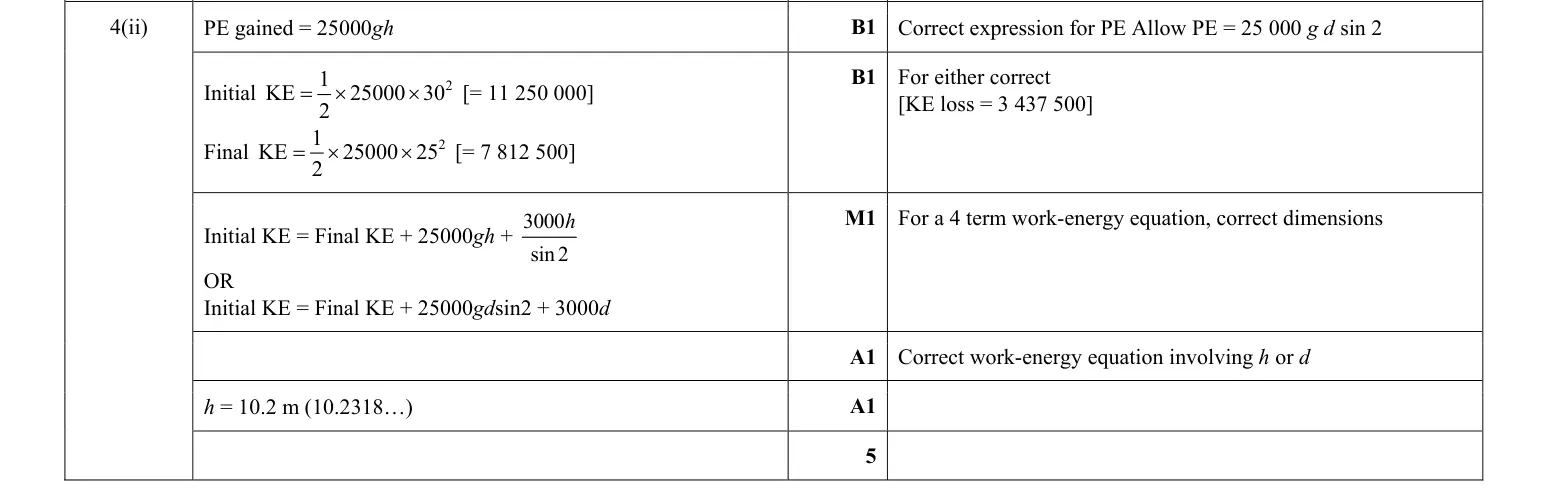 4(ii)
PE gained = 25000gh
B1
Correct expression for PE Allow PE = 25 000 g d sin 2
Initial KE = 1/2 × 25000 × 30² [= 11 250 000]
Final KE = 1/2 × 25000 × 25² [= 7 812 500]
B1
For either correct
[KE loss = 3 437 500]
Initial KE = Final KE + 25000gh + 3000h/sin 2
OR
Initial KE = Final KE + 25000gdsin2 + 3000d
M1
For a 4 term work-energy equation, correct dimensions
A1
Correct work-energy equation involving h or d
h = 10.2 m (10.2318…)
A1
5